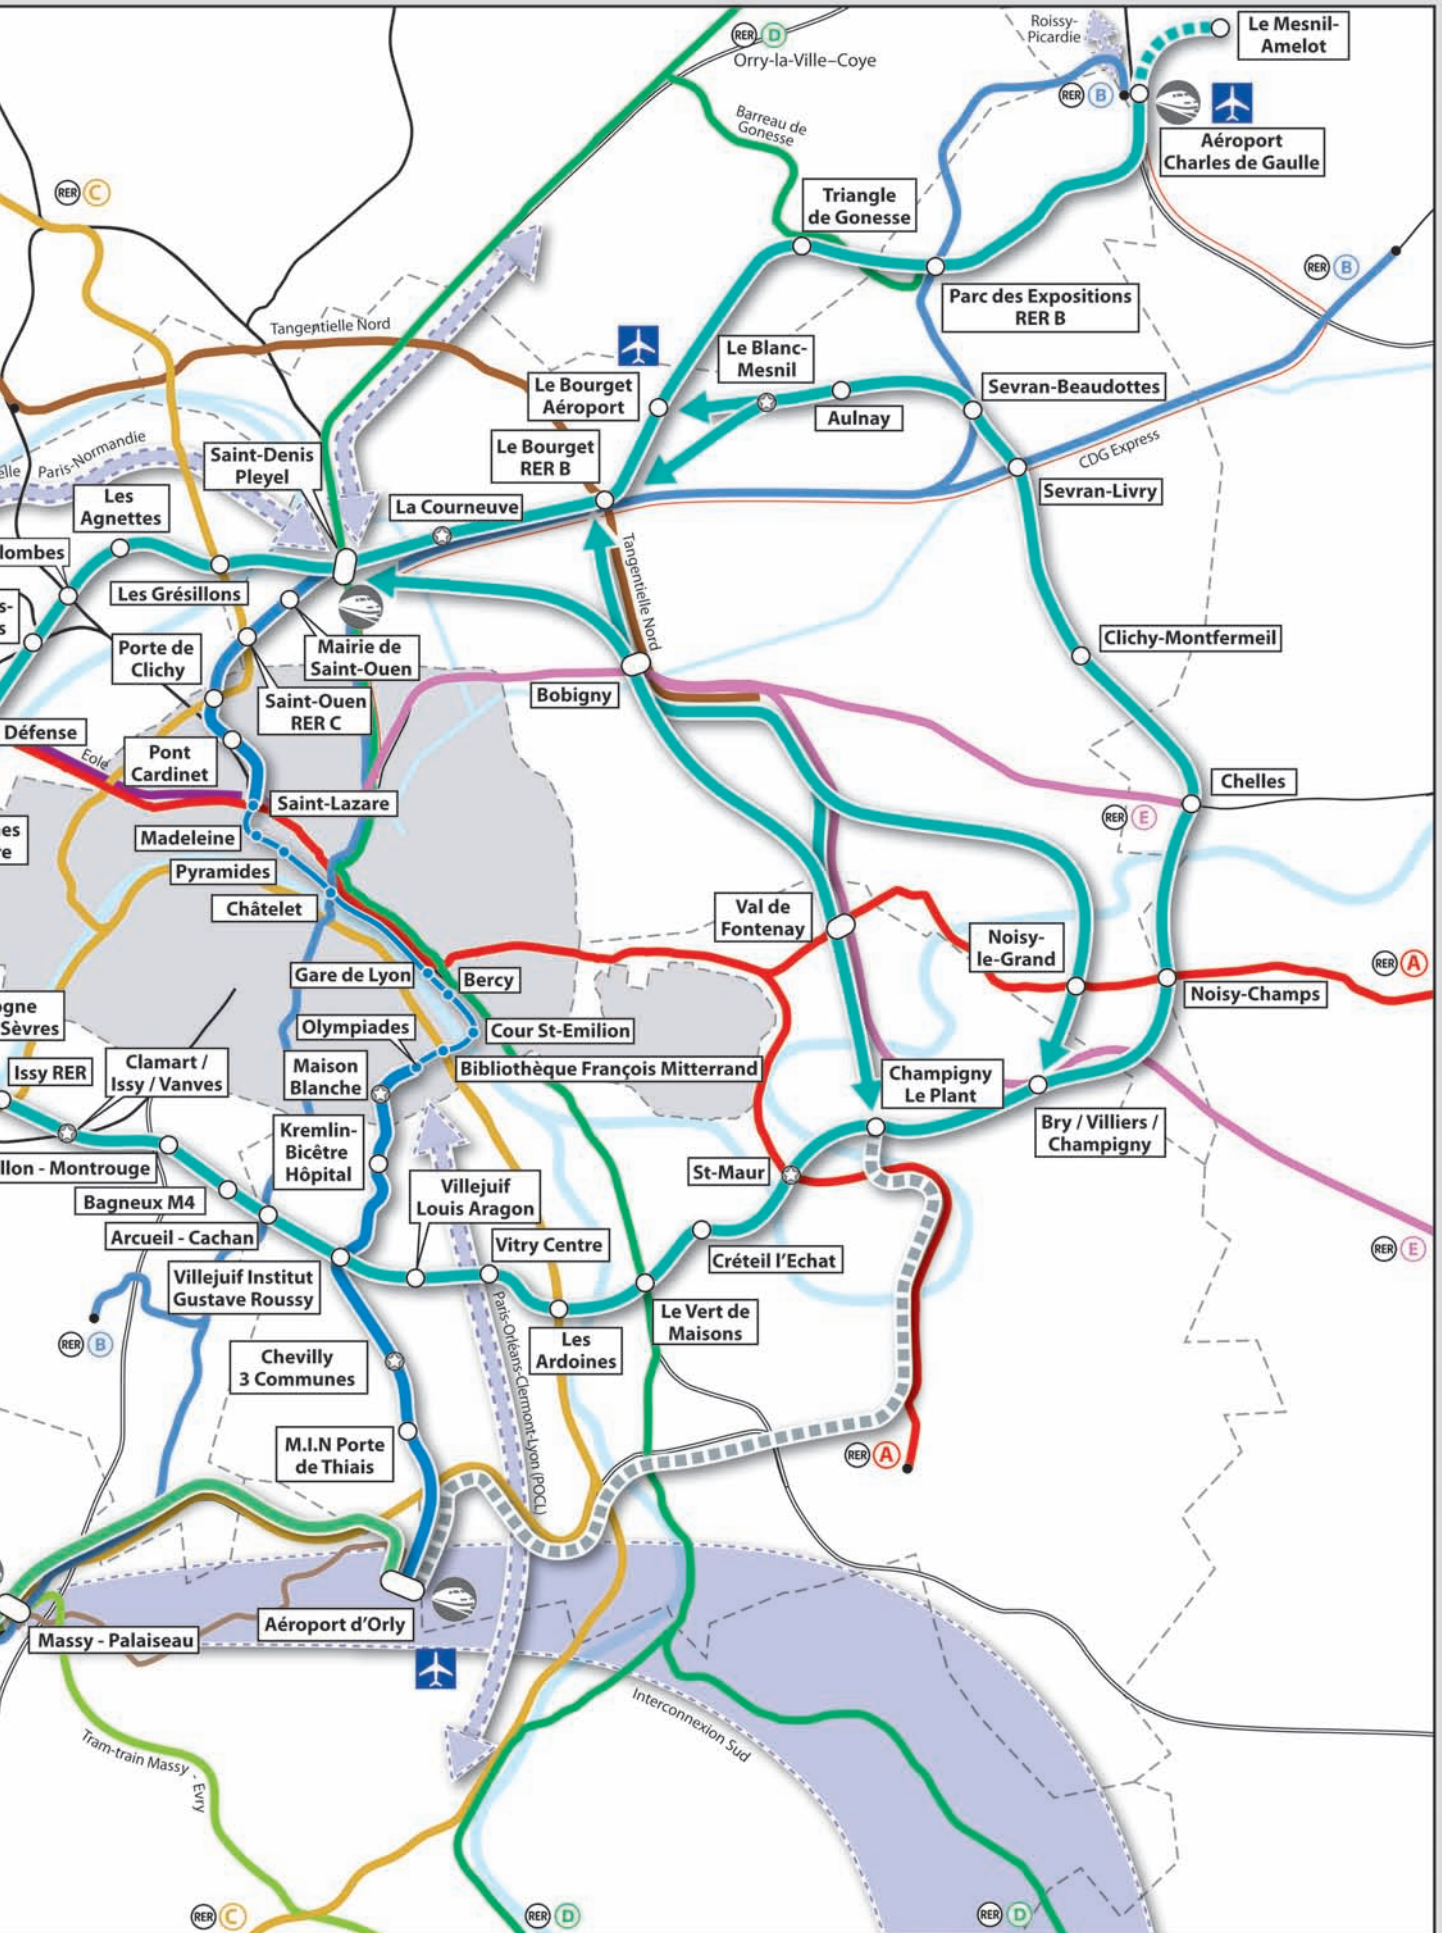 Le Mesnil-
Amelot
Roissy-
Picardie
RER D
Orry-la-Ville–Coye
RER B
Aéroport
Charles de Gaulle
Barreau de
Gonesse
RER C
Triangle
de Gonesse
RER B
Parc des Expositions
RER B
Tangentielle Nord
Le Blanc-
Mesnil
Le Bourget
Aéroport
Sevran-Beaudottes
Aulnay
Le Bourget
RER B
CDG Express
elle
Paris-Normandie
Saint-Denis
Pleyel
Sevran-Livry
Les
Agnettes
La Courneuve
lombes
Les Grésillons
Tangentielle Nord
s-
s
Porte de
Clichy
Mairie de
Saint-Ouen
Clichy-Montfermeil
Bobigny
Saint-Ouen
RER C
Défense
Eole
Pont
Cardinet
Chelles
Saint-Lazare
RER E
nes
re
Madeleine
Pyramides
Châtelet
Val de
Fontenay
Noisy-
le-Grand
RER A
Gare de Lyon
Bercy
Noisy-Champs
ogne
Sèvres
Olympiades
Cour St-Emilion
Issy RER
Clamart /
Issy / Vanves
Maison
Blanche
Bibliothèque François Mitterrand
Champigny
Le Plant
Kremlin-
Bicêtre
Hôpital
Bry / Villiers /
Champigny
llon - Montrouge
St-Maur
Villejuif
Louis Aragon
Bagneux M4
Arcueil - Cachan
Vitry Centre
Créteil l'Echat
RER E
Villejuif Institut
Gustave Roussy
RER B
Paris-Orléans-Clermont-Lyon (POCL)
Le Vert de
Maisons
Les
Ardoines
Chevilly
3 Communes
M.I.N Porte
de Thiais
RER A
Aéroport d'Orly
Massy - Palaiseau
Interconnexion Sud
Tram-train Massy - Evry
RER C
RER D
RER D